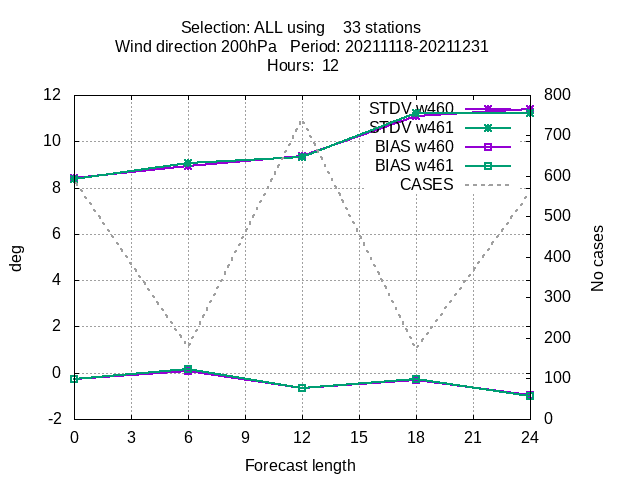 Selection: ALL using    33 stations
Wind direction 200hPa   Period: 20211118-20211231
Hours:  12
STDV w460
STDV w461
BIAS w460
BIAS w461
CASES
12
10
8
6
4
2
0
-2
deg
800
700
600
500
400
300
200
100
0
No cases
0 3 6 9 12 15 18 21 24
Forecast length